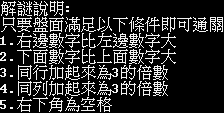 解謎說明:
只要盤面滿足以下條件即可通關
1.右邊數字比左邊數字大
2.下面數字比上面數字大
3.同行加起來為3的倍數
4.同列加起來為3的倍數
5.右下角為空格